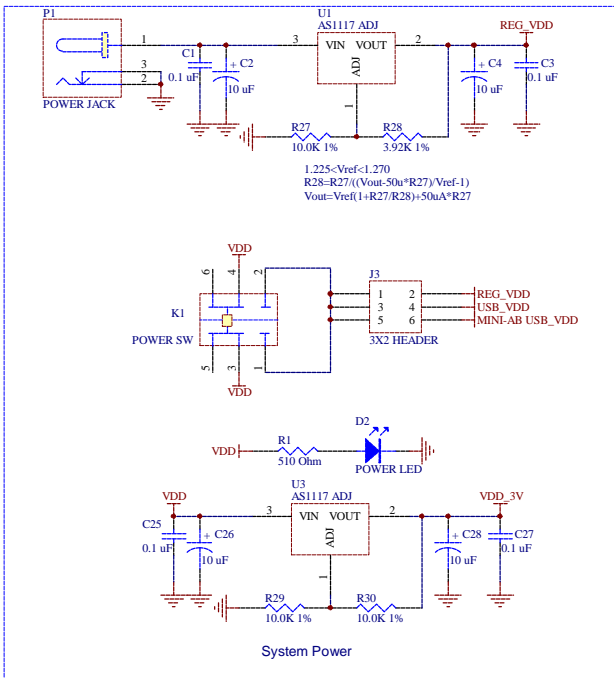 P1
1
3
2
POWER JACK
C1
0.1 uF
+ C2
10 uF
U1
AS1117 ADJ
3
VIN VOUT
2
ADJ
1
REG_VDD
+ C4
10 uF
C3
0.1 uF
R27
10.0K 1%
R28
3.92K 1%
1.225<Vref<1.270
R28=R27/((Vout-50u*R27)/Vref-1)
Vout=Vref(1+R27/R28)+50uA*R27
VDD
6
4
2
K1
POWER SW
5
3
1
VDD
J3
1 2
3 4
5 6
3X2 HEADER
REG_VDD
USB_VDD
MINI-AB USB_VDD
D2
VDD
R1
510 Ohm
POWER LED
U3
AS1117 ADJ
VDD
3
VIN VOUT
2
ADJ
1
VDD_3V
C25
0.1 uF
+ C26
10 uF
+ C28
10 uF
C27
0.1 uF
R29
10.0K 1%
R30
10.0K 1%
System Power